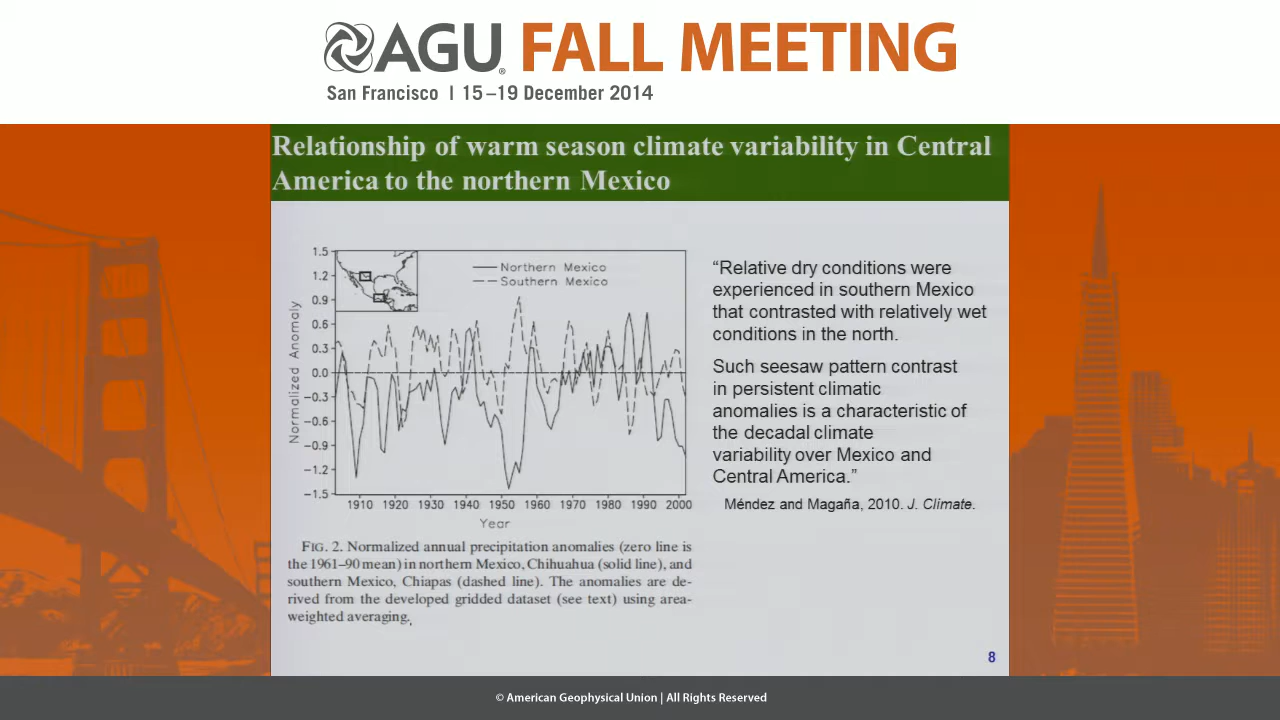 AGU FALL MEETING
San Francisco | 15–19 December 2014
Relationship of warm season climate variability in Central
America to the northern Mexico
1.5
1.2
0.9
0.6
0.3
0.0
−0.3
−0.6
−0.9
−1.2
−1.5
Normalized Anomaly
Northern Mexico
Southern Mexico
1910 1920 1930 1940 1950 1960 1970 1980 1990 2000
Year
FIG. 2. Normalized annual precipitation anomalies (zero line is
the 1961–90 mean) in northern Mexico, Chihuahua (solid line), and
southern Mexico, Chiapas (dashed line). The anomalies are de-
rived from the developed gridded dataset (see text) using area-
weighted averaging.
“Relative dry conditions were
experienced in southern Mexico
that contrasted with relatively wet
conditions in the north.
Such seesaw pattern contrast
in persistent climatic
anomalies is a characteristic of
the decadal climate
variability over Mexico and
Central America.”
Méndez and Magaña, 2010. J. Climate.
8
© American Geophysical Union | All Rights Reserved